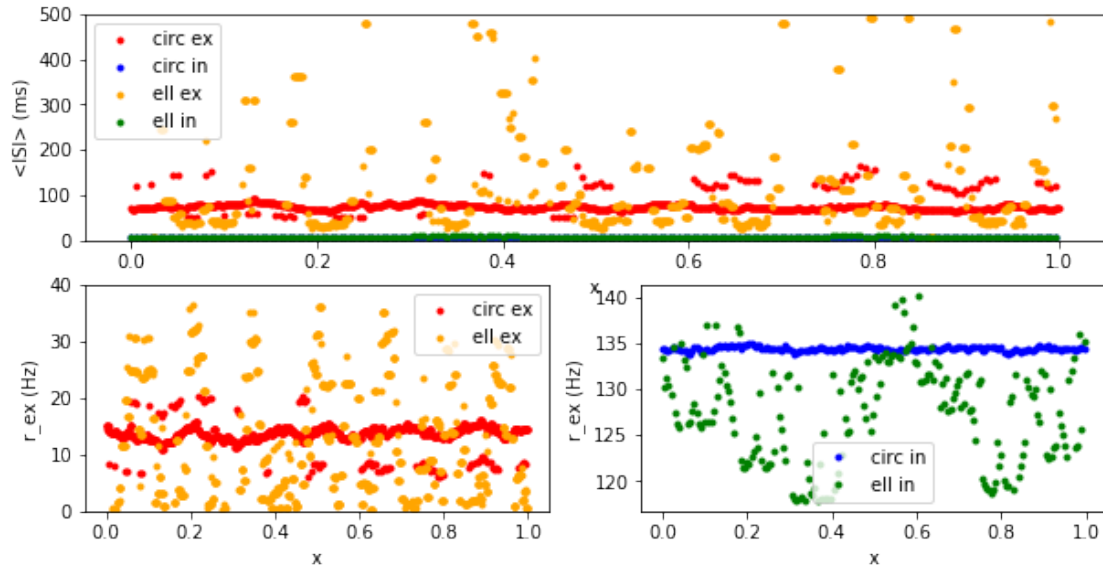 500
400
300
200
100
0
<ISI> (ms)
circ ex
circ in
ell ex
ell in
0.0 0.2 0.4 0.6 0.8 1.0
x
40
30
20
10
0
r_ex (Hz)
circ ex
ell ex
0.0 0.2 0.4 0.6 0.8 1.0
x
140
135
130
125
120
r_ex (Hz)
circ in
ell in
0.0 0.2 0.4 0.6 0.8 1.0
x